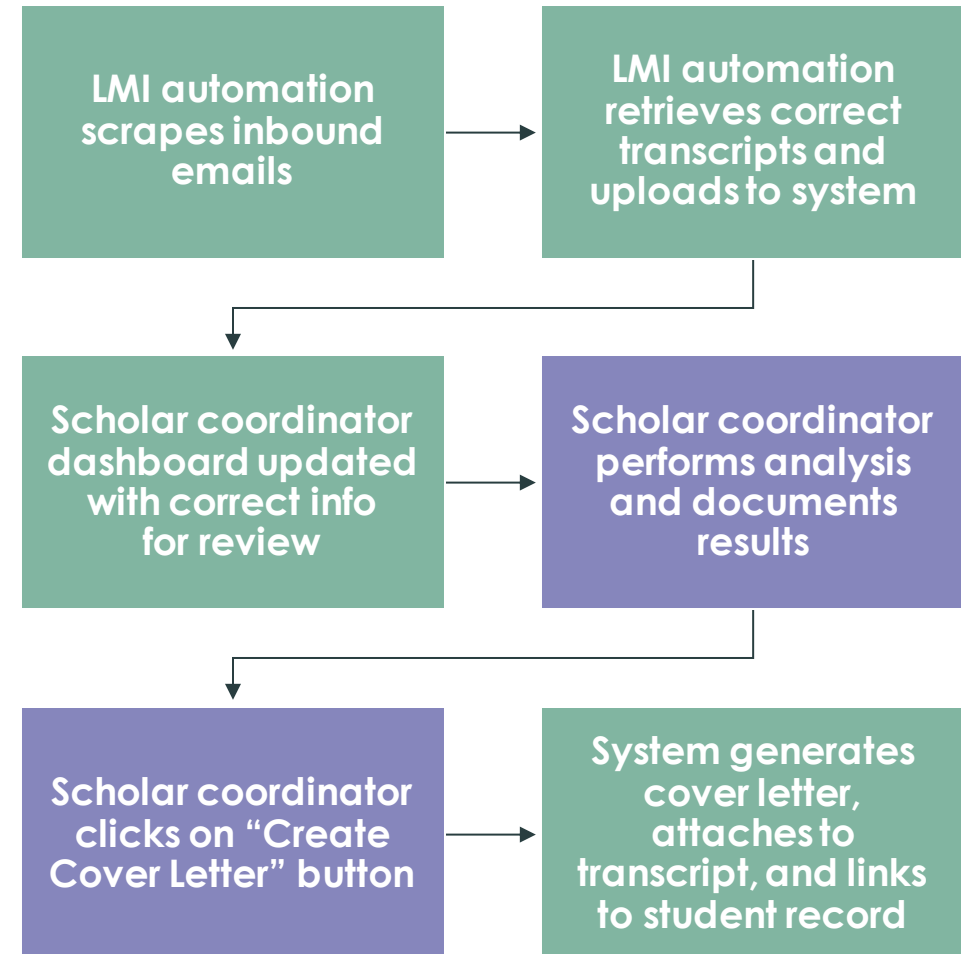 LMI automation
scrapes inbound
emails
LMI automation
retrieves correct
transcripts and
uploads to system
Scholar coordinator
dashboard updated
with correct info
for review
Scholar coordinator
performs analysis
and documents
results
Scholar coordinator
clicks on “Create
Cover Letter” button
System generates
cover letter,
attaches to
transcript, and links
to student record